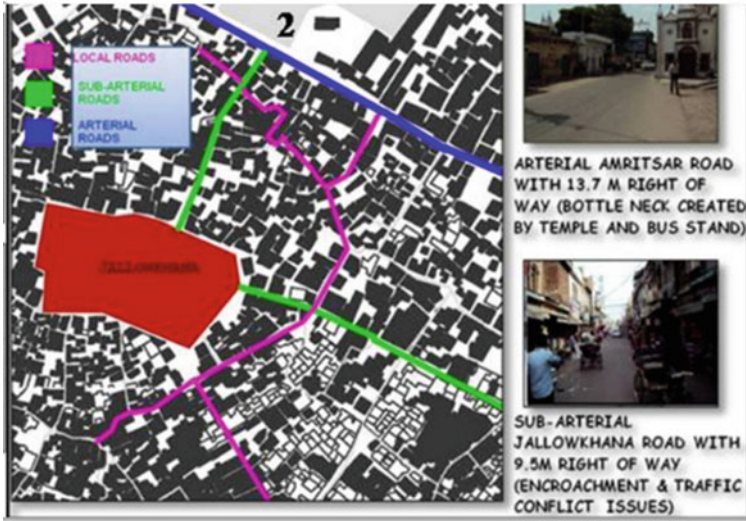 2
LOCAL ROADS
SUB-ARTERIAL
ROADS
ARTERIAL
ROADS
JALLOWKHANA
ARTERIAL AMRITSAR ROAD
WITH 13.7 M RIGHT OF
WAY (BOTTLE NECK CREATED
BY TEMPLE AND BUS STAND)
SUB-ARTERIAL
JALLOWKHANA ROAD WITH
9.5M RIGHT OF WAY
(ENCROACHMENT & TRAFFIC
CONFLICT ISSUES)